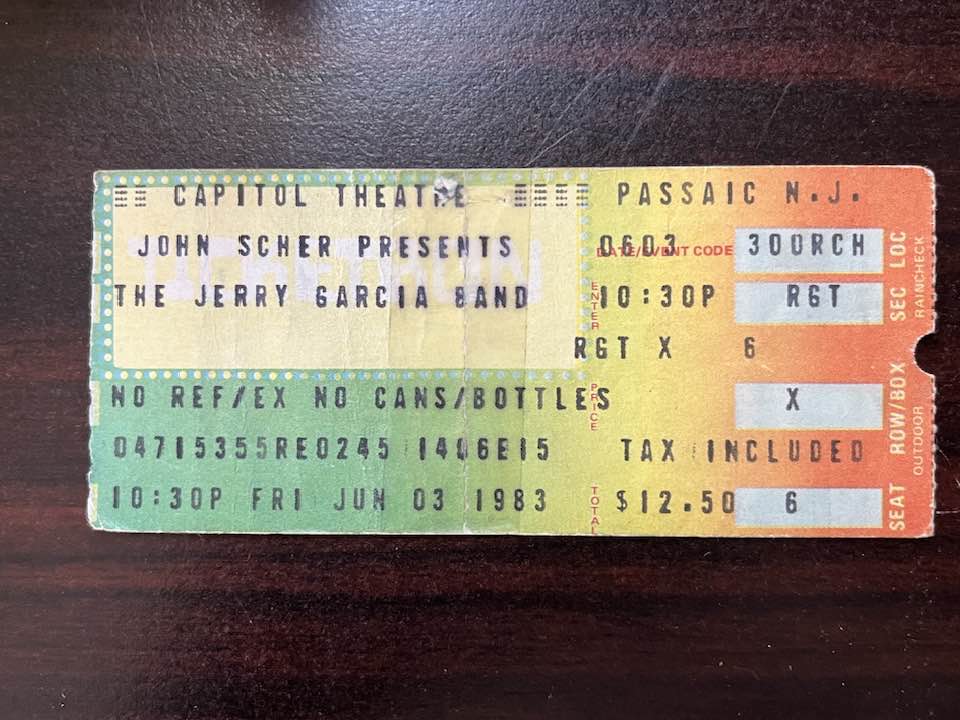 CAPITOL THEATRE PASSAIC N.J.
JOHN SCHER PRESENTS
TICKETRON
THE JERRY GARCIA BAND
DATE/EVENT CODE
0603 300RCH
ENTER
10:30P RGT
SEC LOC
RAINCHECK
RGT X 6
NO REF/EX NO CANS/BOTTLES
PRICE
X
ROW/BOX
OUTDOOR
04715355RE0245 1406E15 TAX INCLUDED
10:30P FRI JUN 03 1983
TOTAL
$12.50 6
SEAT